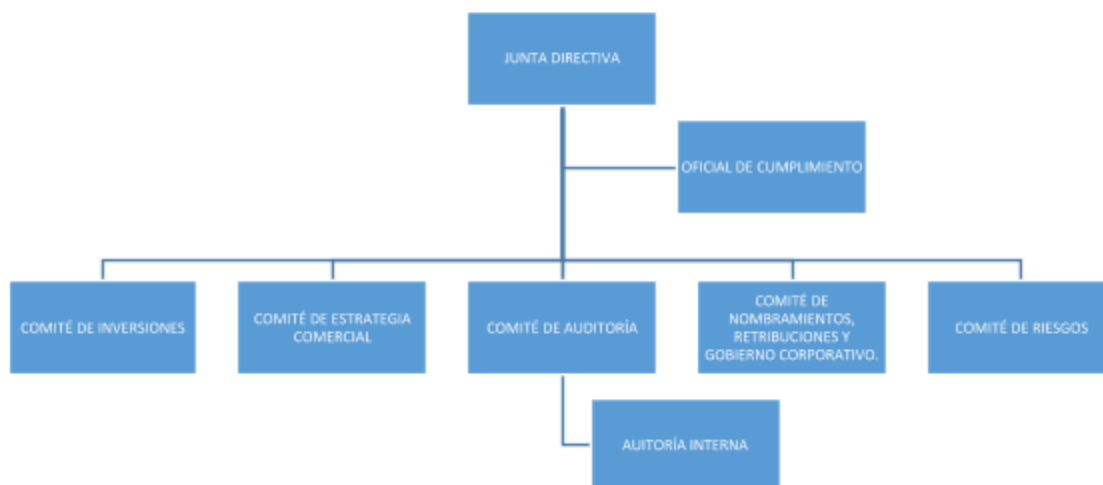 JUNTA DIRECTIVA
OFICIAL DE CUMPLIMIENTO
COMITÉ DE INVERSIONES
COMITÉ DE ESTRATEGIA
COMERCIAL
COMITÉ DE AUDITORÍA
COMITÉ DE
NOMBRAMIENTOS,
RETRIBUCIONES Y
GOBIERNO CORPORATIVO.
COMITÉ DE RIESGOS
AUITORÍA INTERNA